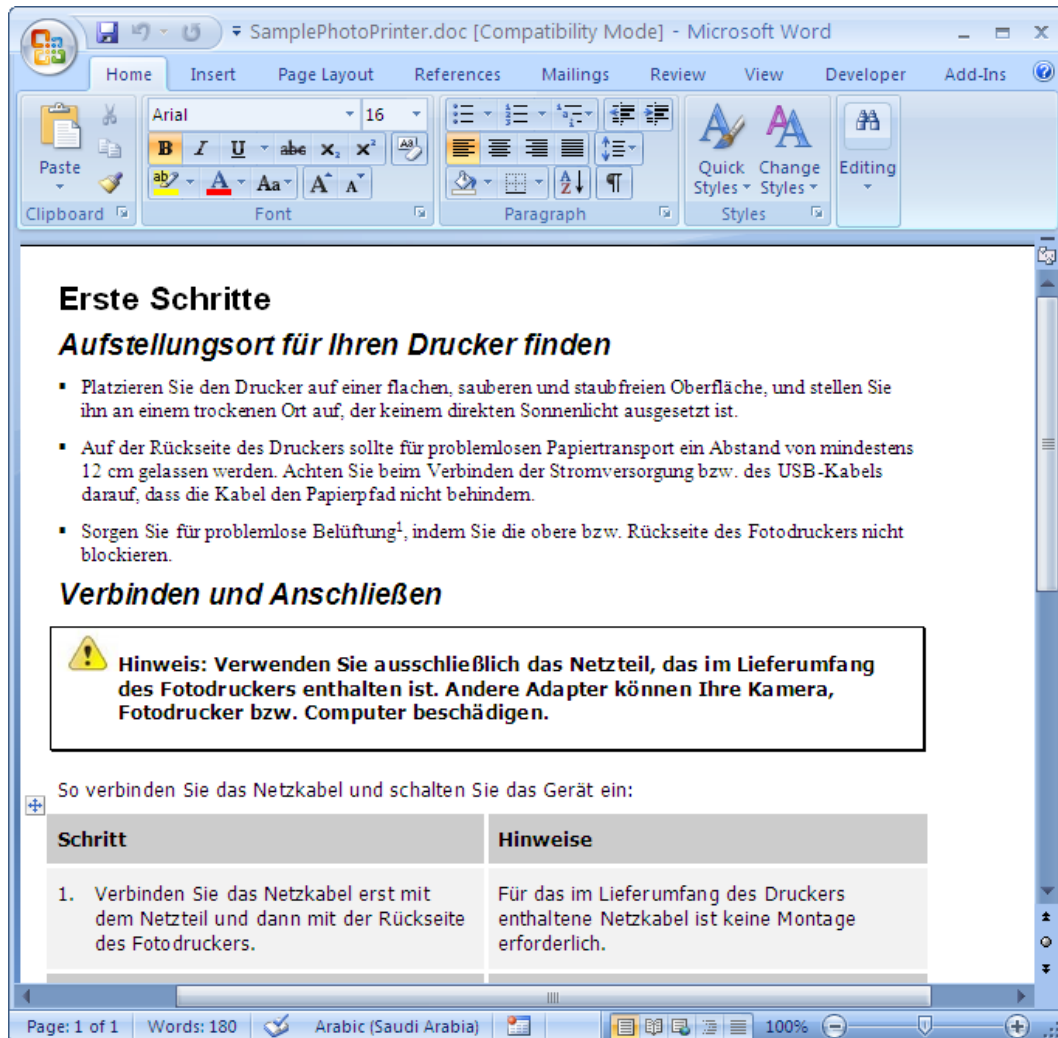 SamplePhotoPrinter.doc [Compatibility Mode] - Microsoft Word
Home Insert Page Layout References Mailings Review View Developer Add-Ins
Arial 16
Paste
B I U abc x₂ x² Aa
ab A Aa A A
Quick Styles
Change Styles
Editing
Clipboard Font Paragraph Styles
Erste Schritte
Aufstellungsort für Ihren Drucker finden
▪ Platzieren Sie den Drucker auf einer flachen, sauberen und staubfreien Oberfläche, und stellen Sie
ihn an einem trockenen Ort auf, der keinem direkten Sonnenlicht ausgesetzt ist.
▪ Auf der Rückseite des Druckers sollte für problemlosen Papiertransport ein Abstand von mindestens
12 cm gelassen werden. Achten Sie beim Verbinden der Stromversorgung bzw. des USB-Kabels
darauf, dass die Kabel den Papierpfad nicht behindern.
▪ Sorgen Sie für problemlose Belüftung¹, indem Sie die obere bzw. Rückseite des Fotodruckers nicht
blockieren.
Verbinden und Anschließen
Hinweis: Verwenden Sie ausschließlich das Netzteil, das im Lieferumfang
des Fotodruckers enthalten ist. Andere Adapter können Ihre Kamera,
Fotodrucker bzw. Computer beschädigen.
So verbinden Sie das Netzkabel und schalten Sie das Gerät ein:
Schritt Hinweise
1. Verbinden Sie das Netzkabel erst mit
dem Netzteil und dann mit der Rückseite
des Fotodruckers.
Für das im Lieferumfang des Druckers
enthaltene Netzkabel ist keine Montage
erforderlich.
Page: 1 of 1 Words: 180 Arabic (Saudi Arabia) 100%